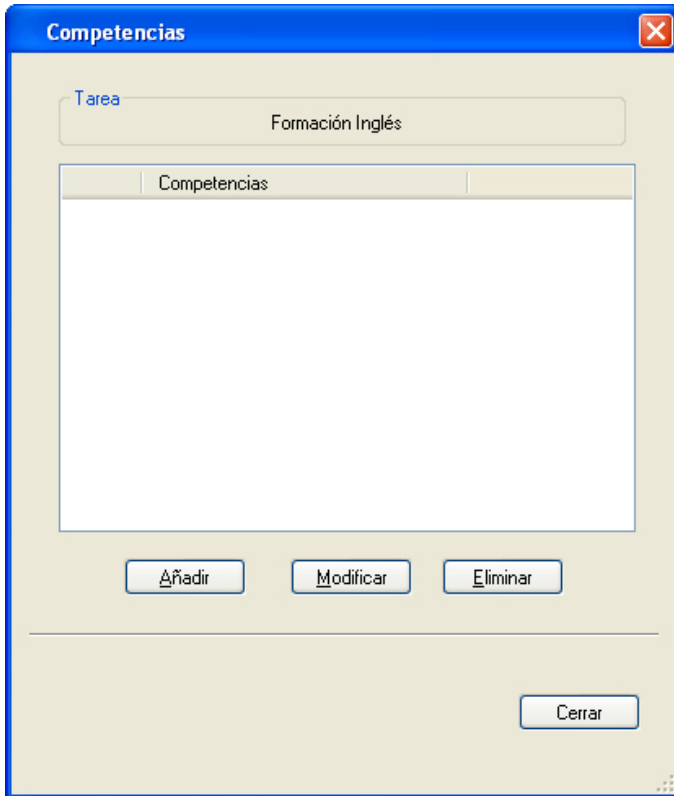 Competencias
Tarea
Formación Inglés
Competencias
Añadir Modificar Eliminar
Cerrar